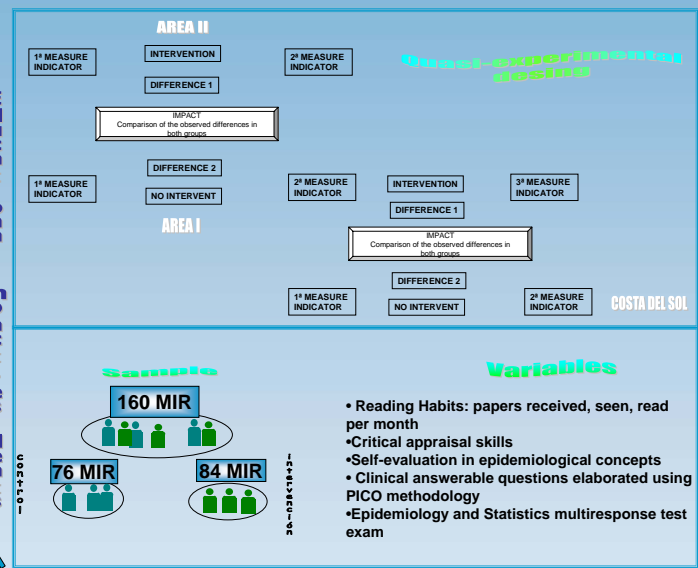 AREA II
1ª MEASURE
INDICATOR
INTERVENTION
2ª MEASURE
INDICATOR
Quasi-experimental
desing
DIFFERENCE 1
IMPACT
Comparison of the observed differences in
both groups
DIFFERENCE 2
1ª MEASURE
INDICATOR
NO INTERVENT
2ª MEASURE
INDICATOR
INTERVENTION
3ª MEASURE
INDICATOR
DIFFERENCE 1
AREA I
IMPACT
Comparison of the observed differences in
both groups
DIFFERENCE 2
1ª MEASURE
INDICATOR
NO INTERVENT
2ª MEASURE
INDICATOR
COSTA DEL SOL
Sample
160 MIR
control
76 MIR
84 MIR
intervención
Variables
• Reading Habits: papers received, seen, read
per month
•Critical appraisal skills
•Self-evaluation in epidemiological concepts
• Clinical answerable questions elaborated using
PICO methodology
•Epidemiology and Statistics multiresponse test
exam